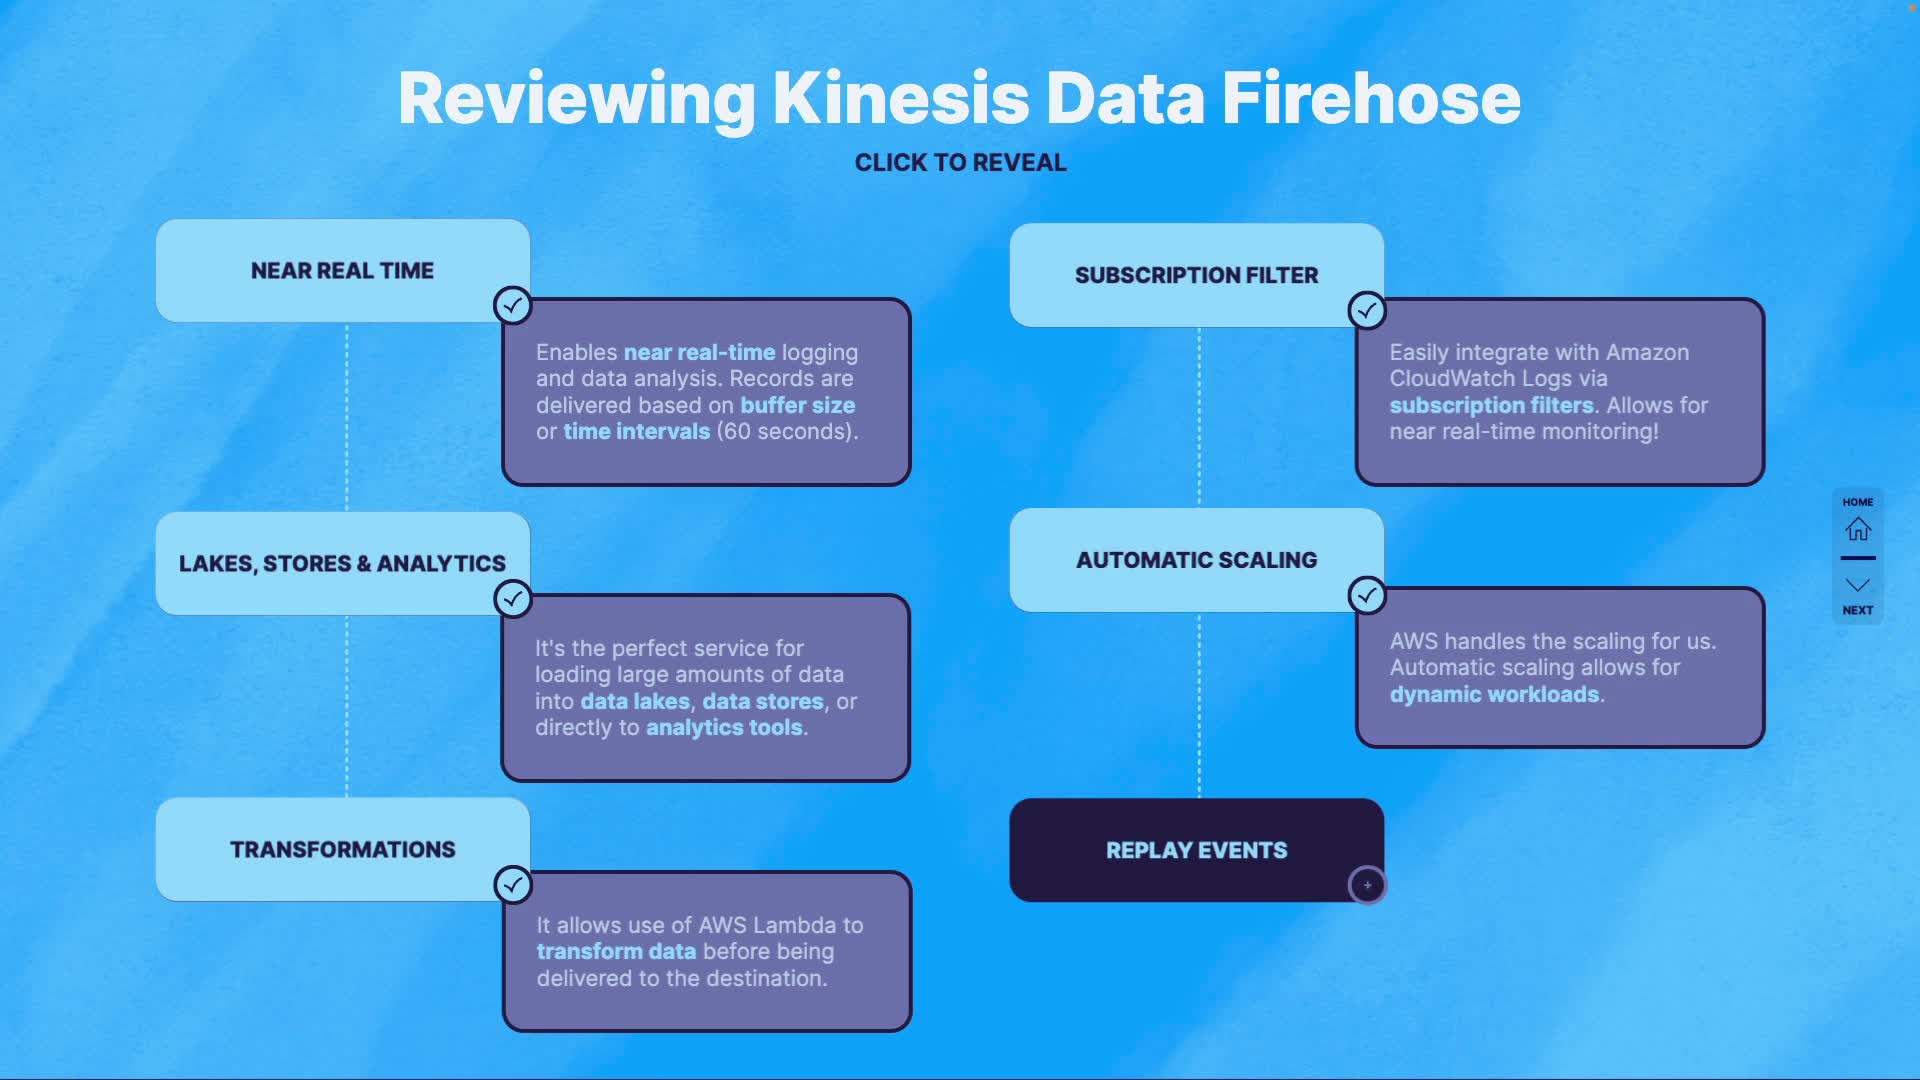 Reviewing Kinesis Data Firehose
CLICK TO REVEAL
NEAR REAL TIME
Enables near real-time logging
and data analysis. Records are
delivered based on buffer size
or time intervals (60 seconds).
LAKES, STORES & ANALYTICS
It's the perfect service for
loading large amounts of data
into data lakes, data stores, or
directly to analytics tools.
TRANSFORMATIONS
It allows use of AWS Lambda to
transform data before being
delivered to the destination.
SUBSCRIPTION FILTER
Easily integrate with Amazon
CloudWatch Logs via
subscription filters. Allows for
near real-time monitoring!
AUTOMATIC SCALING
AWS handles the scaling for us.
Automatic scaling allows for
dynamic workloads.
REPLAY EVENTS
HOME
NEXT